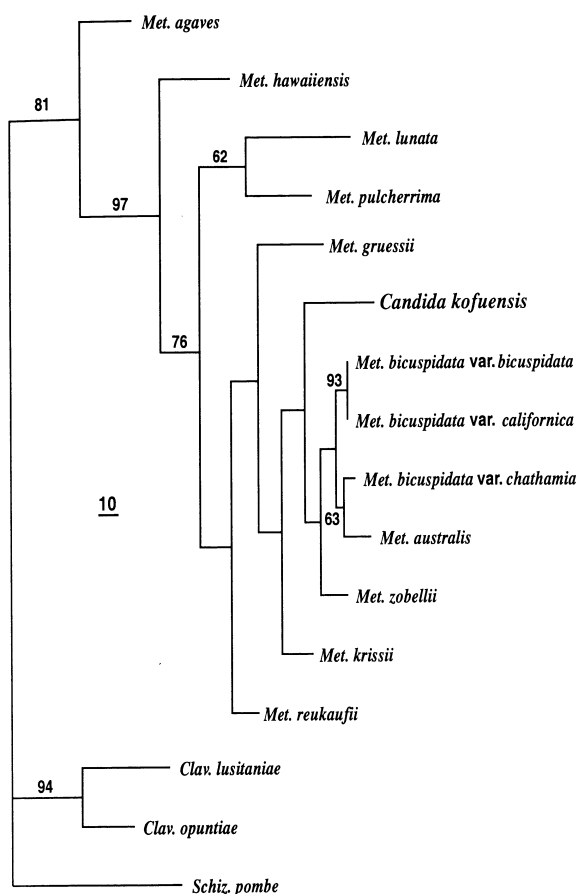 Met. agaves
81
Met. hawaiiensis
Met. lunata
62
Met. pulcherrima
97
Met. gruessii
Candida kofuensis
76
Met. bicuspidata var. bicuspidata
93
Met. bicuspidata var. californica
Met. bicuspidata var. chathamia
10
63
Met. australis
Met. zobellii
Met. krissii
Met. reukaufii
Clav. lusitaniae
94
Clav. opuntiae
Schiz. pombe